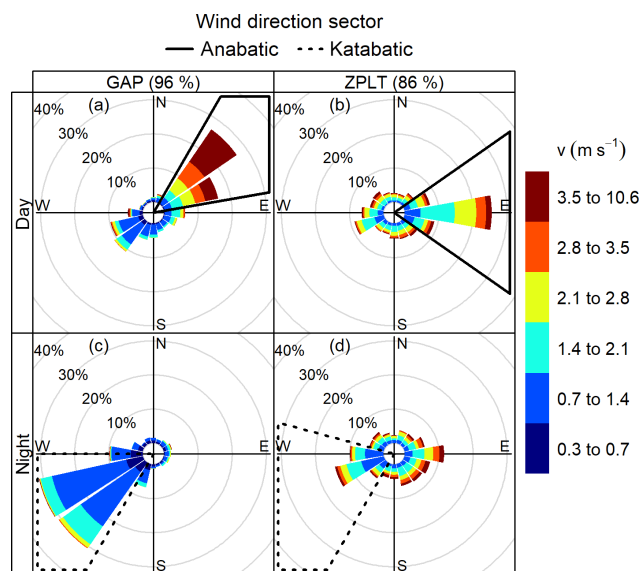 Wind direction sector
Anabatic Katabatic
GAP (96 %) ZPLT (86 %)
Day
(a)
N
40%
30%
20%
10%
W
E
S
(b)
N
40%
30%
20%
10%
W
E
S
Night
(c)
N
40%
30%
20%
10%
W
E
S
(d)
N
40%
30%
20%
10%
W
E
S
v (m s⁻¹)
3.5 to 10.6
2.8 to 3.5
2.1 to 2.8
1.4 to 2.1
0.7 to 1.4
0.3 to 0.7